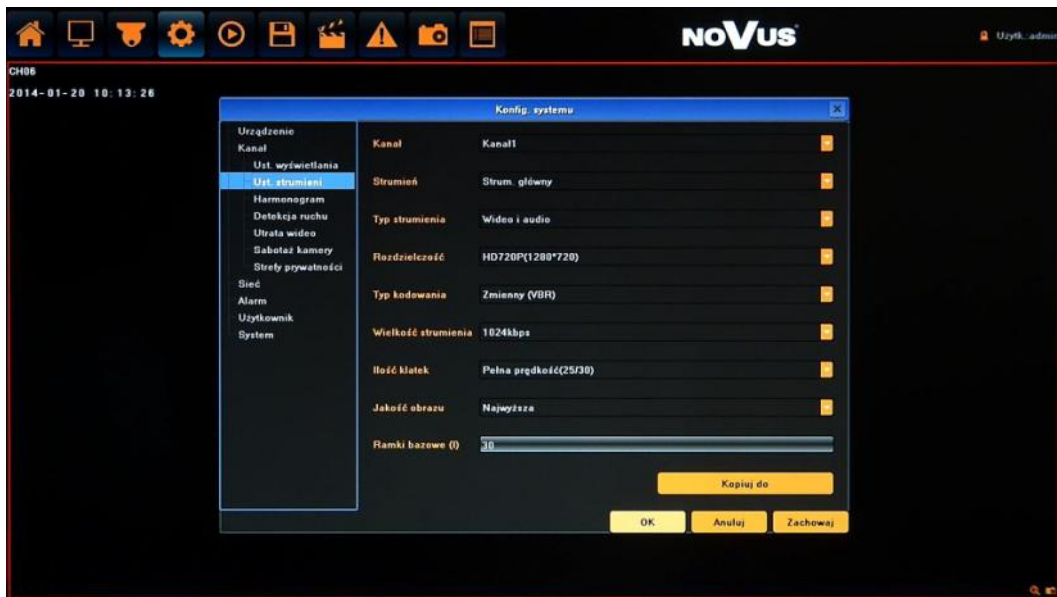 NOVUS
Użytk.:admin
CH06
2014-01-20 10:13:26
Konfig. systemu
Urządzenie
Kanał
Ust. wyświetlania
Ust. strumieni
Harmonogram
Detekcja ruchu
Utrata wideo
Sabotaż kamery
Strefy prywatności
Sieć
Alarm
Użytkownik
System
Kanał Kanał1
Strumień Strum. główny
Typ strumienia Wideo i audio
Rozdzielczość HD720P(1280*720)
Typ kodowania Zmienny (VBR)
Wielkość strumienia 1024kbps
Ilość klatek Pełna prędkość(25/30)
Jakość obrazu Najwyższa
Ramki bazowe (I) 30
Kopiuj do
OK Anuluj Zachowaj